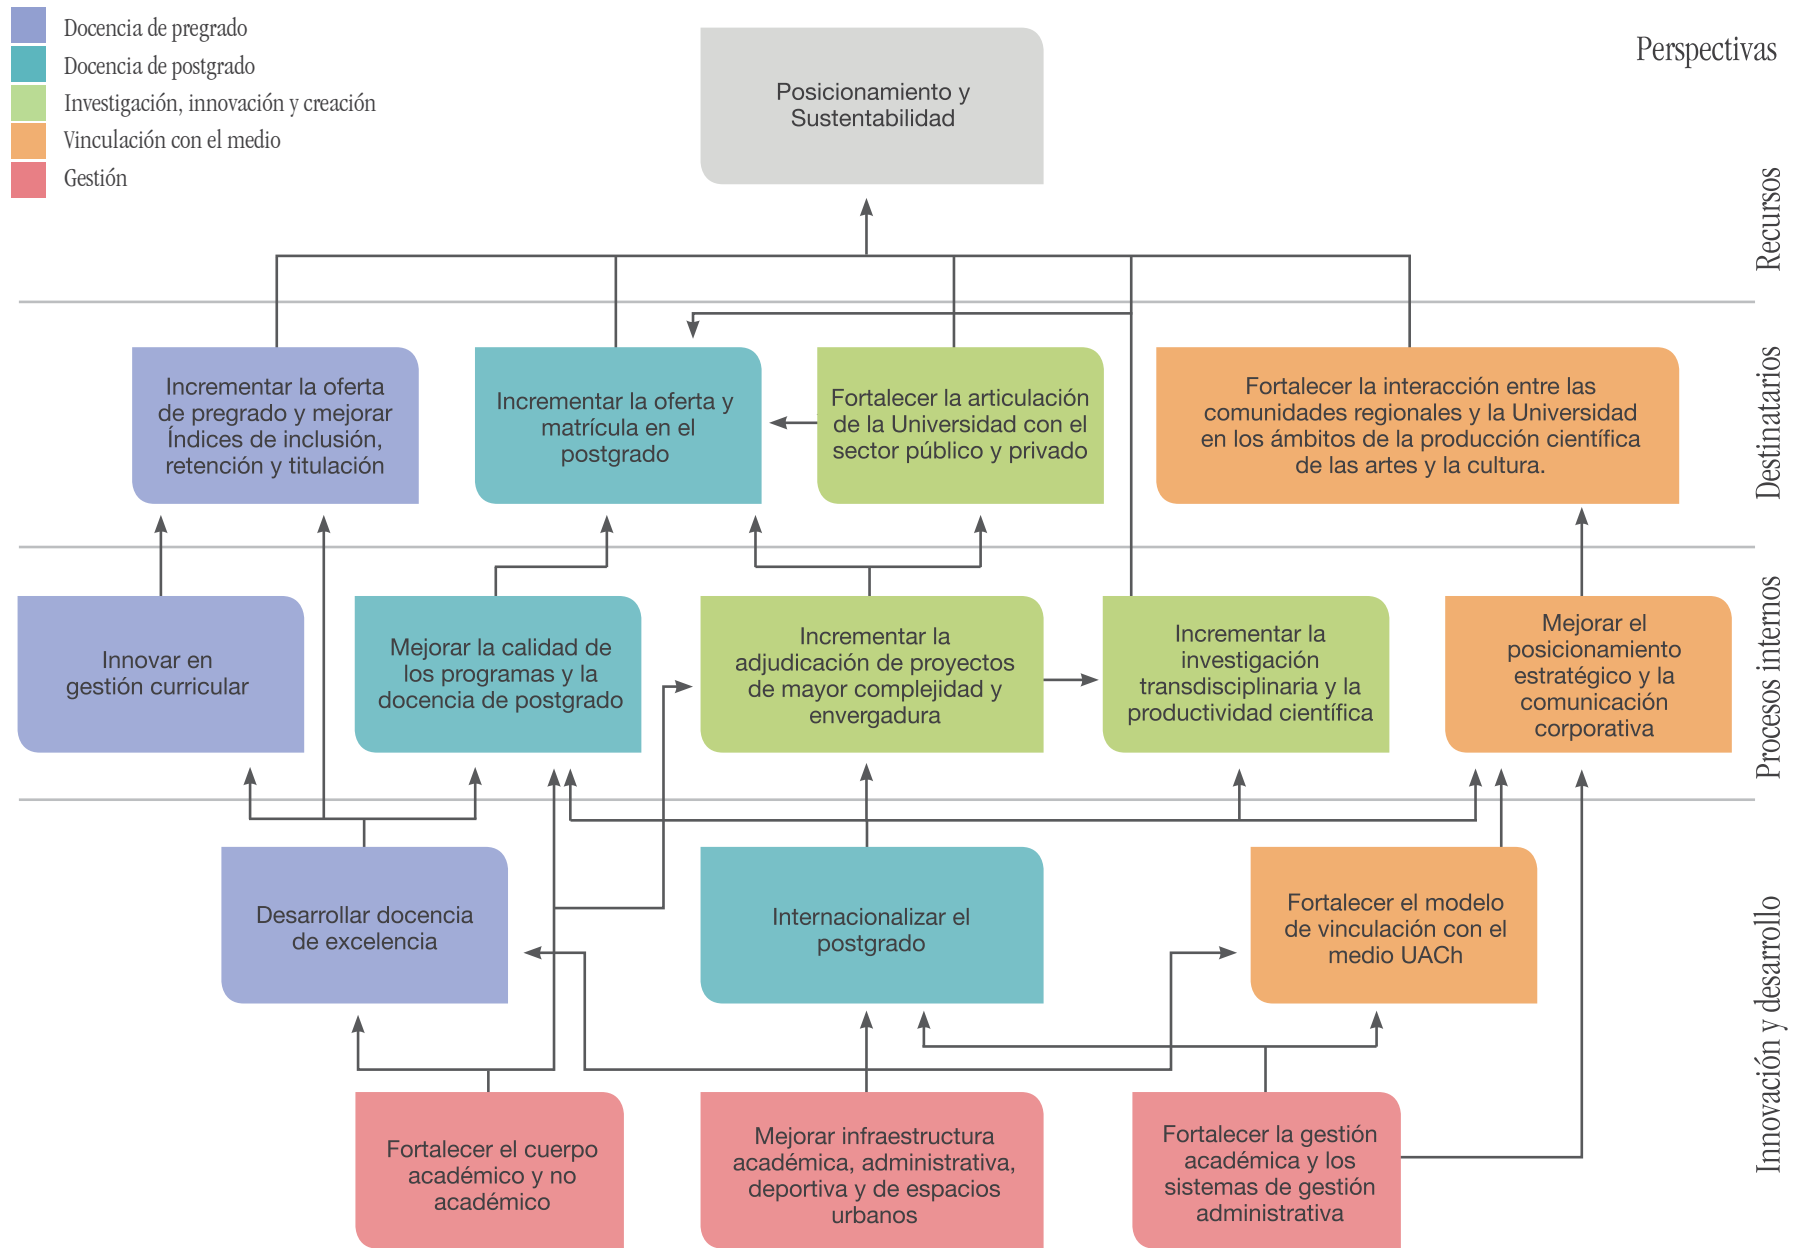 Docencia de pregrado
Docencia de postgrado
Investigación, innovación y creación
Vinculación con el medio
Gestión
Perspectivas
Posicionamiento y
Sustentabilidad
Recursos
Incrementar la oferta
de pregrado y mejorar
Índices de inclusión,
retención y titulación
Incrementar la oferta y
matrícula en el
postgrado
Fortalecer la articulación
de la Universidad con el
sector público y privado
Fortalecer la interacción entre las
comunidades regionales y la Universidad
en los ámbitos de la producción científica
de las artes y la cultura.
Destinatarios
Innovar en
gestión curricular
Mejorar la calidad de
los programas y la
docencia de postgrado
Incrementar la
adjudicación de proyectos
de mayor complejidad y
envergadura
Incrementar la
investigación
transdisciplinaria y la
productividad científica
Mejorar el
posicionamiento
estratégico y la
comunicación
corporativa
Procesos internos
Desarrollar docencia
de excelencia
Internacionalizar el
postgrado
Fortalecer el modelo
de vinculación con el
medio UACh
Innovación y desarrollo
Fortalecer el cuerpo
académico y no
académico
Mejorar infraestructura
académica, administrativa,
deportiva y de espacios
urbanos
Fortalecer la gestión
académica y los
sistemas de gestión
administrativa